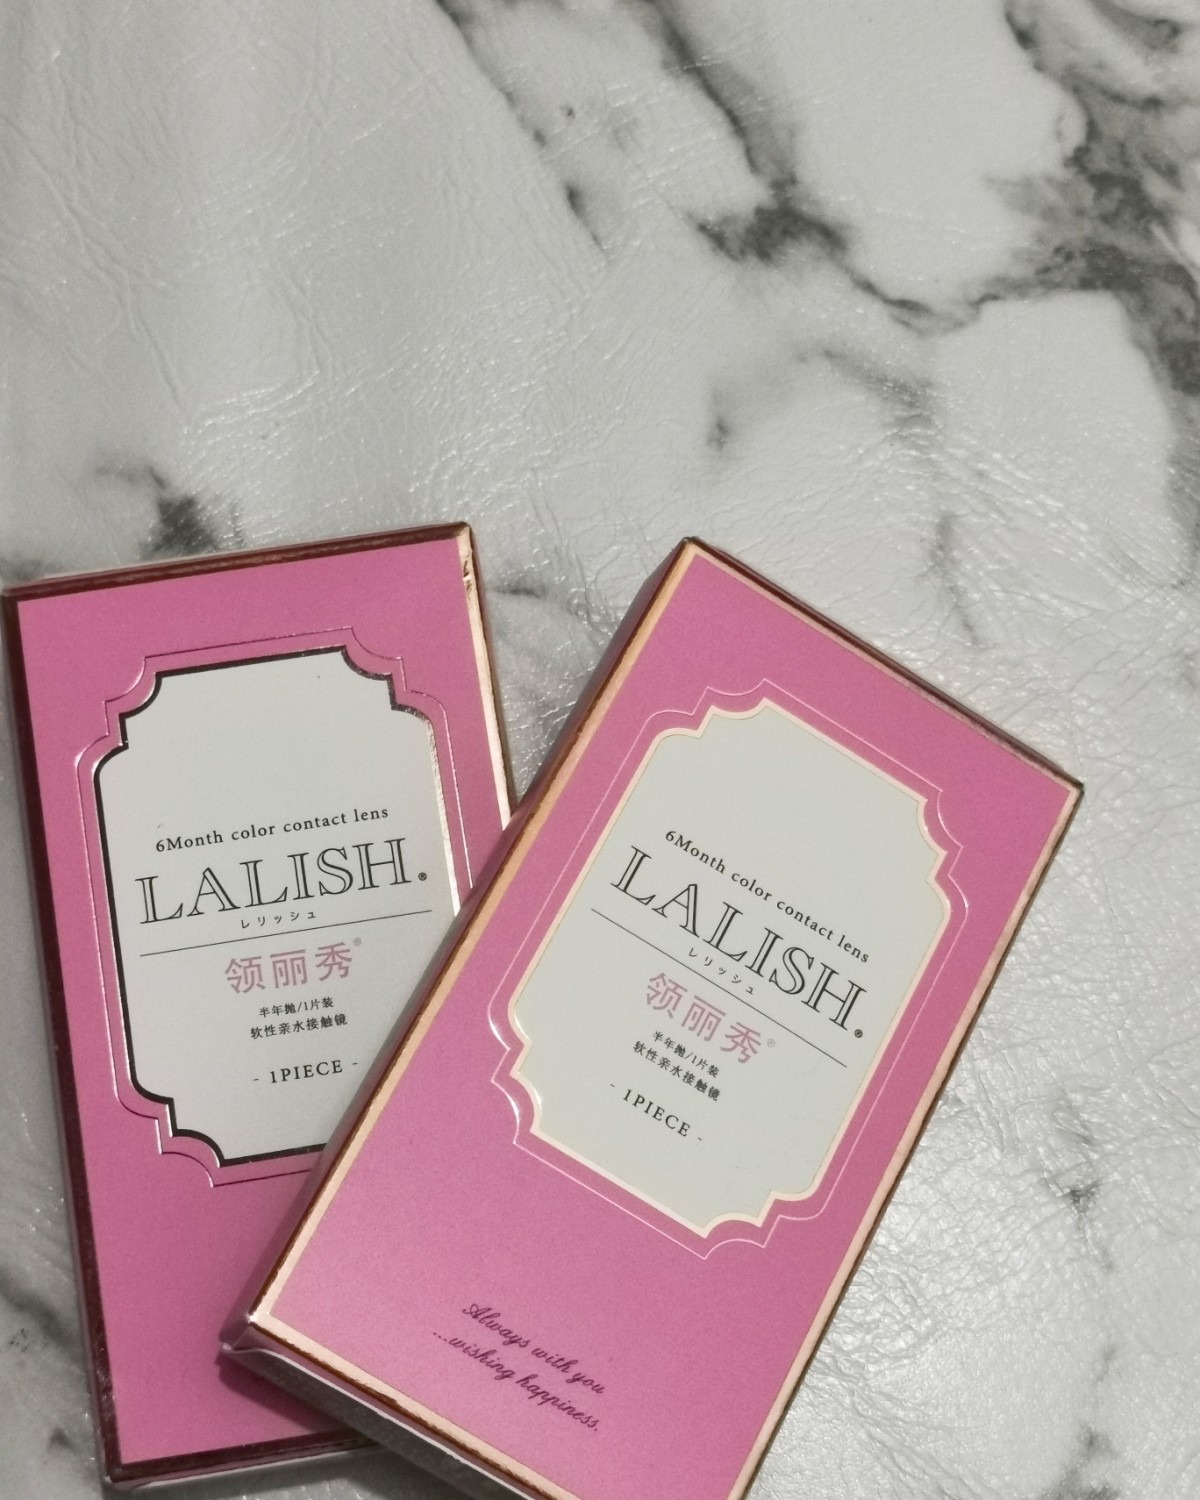 6Month color contact lens
LALISH®
レリッシュ
领丽秀®
半年抛/1片装
软性亲水接触镜
- 1PIECE -
6Month color contact lens
LALISH®
レリッシュ
领丽秀®
半年抛/1片装
软性亲水接触镜
- 1PIECE -
Always with you
...wishing happiness.